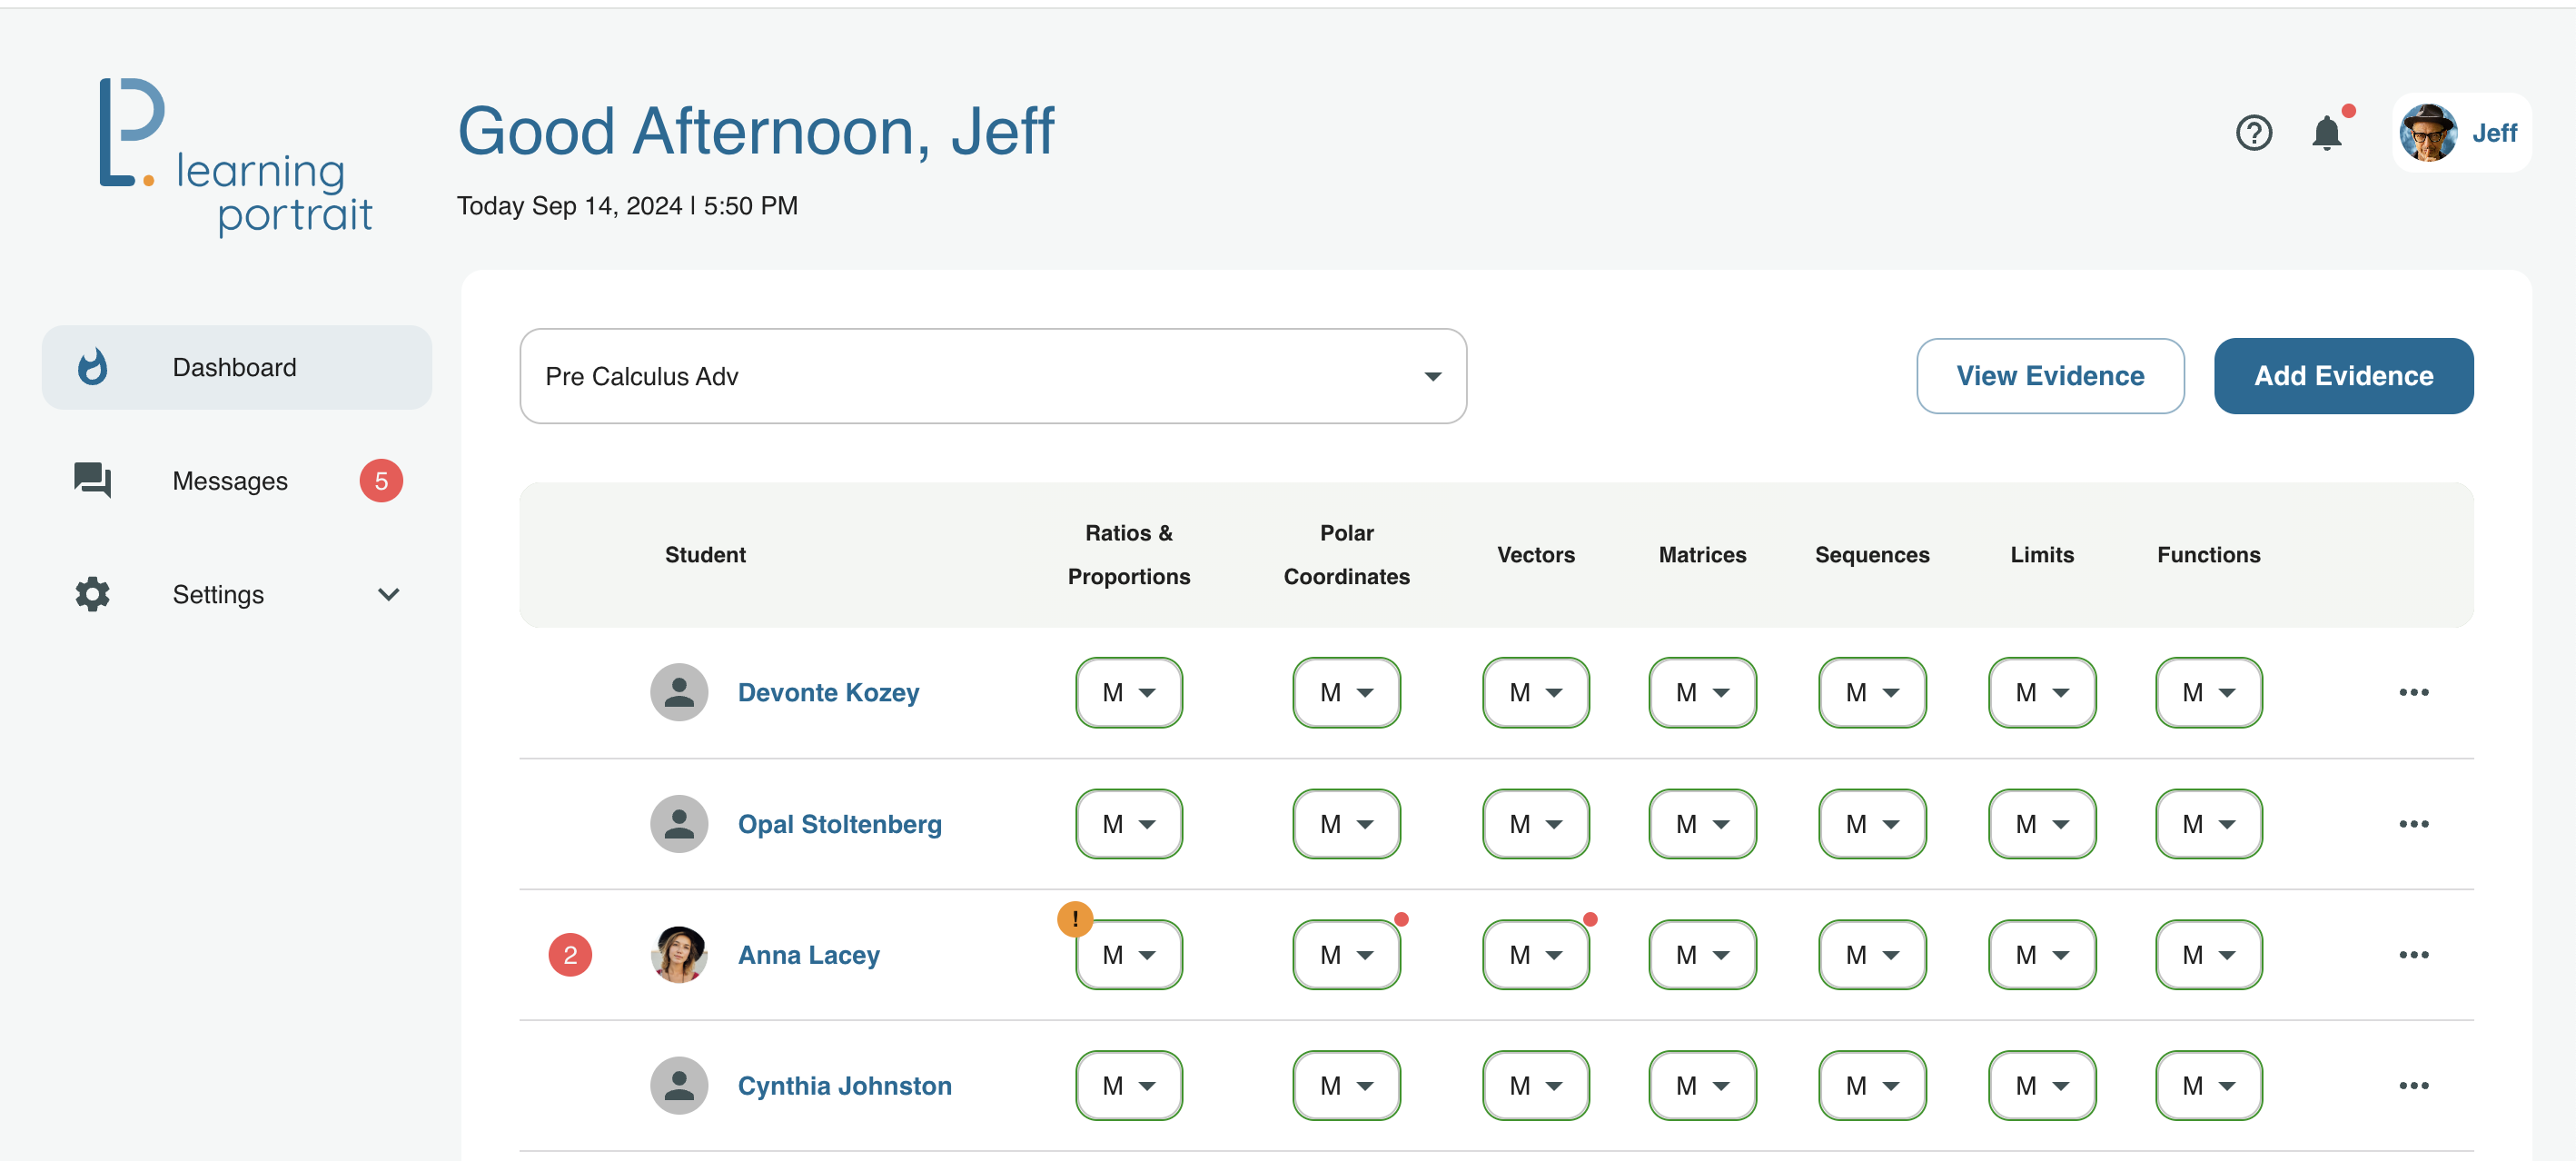 learning
portrait
Good Afternoon, Jeff
Today Sep 14, 2024 | 5:50 PM
Jeff
Dashboard
Messages 5
Settings
Pre Calculus Adv
View Evidence
Add Evidence
Student
Ratios &
Proportions
Polar
Coordinates
Vectors
Matrices
Sequences
Limits
Functions
Devonte Kozey M M M M M M M
Opal Stoltenberg M M M M M M M
2 Anna Lacey ! M M M M M M M
Cynthia Johnston M M M M M M M